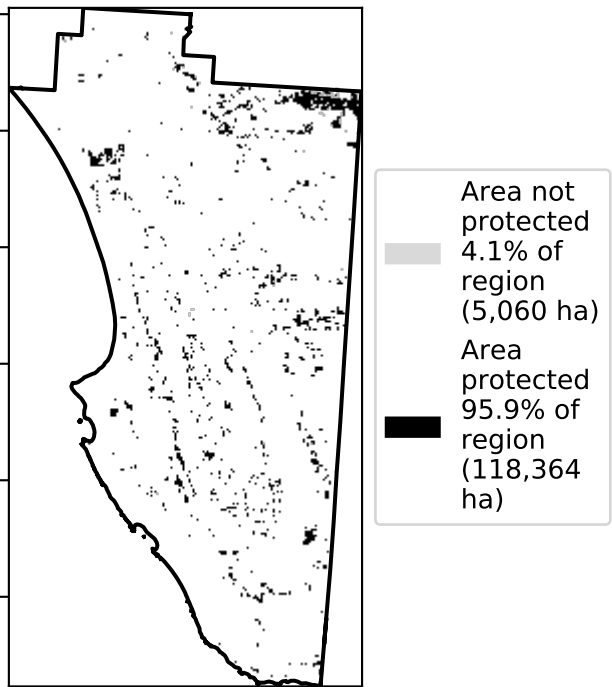 Area not
protected
4.1% of
region
(5,060 ha)
Area
protected
95.9% of
region
(118,364
ha)